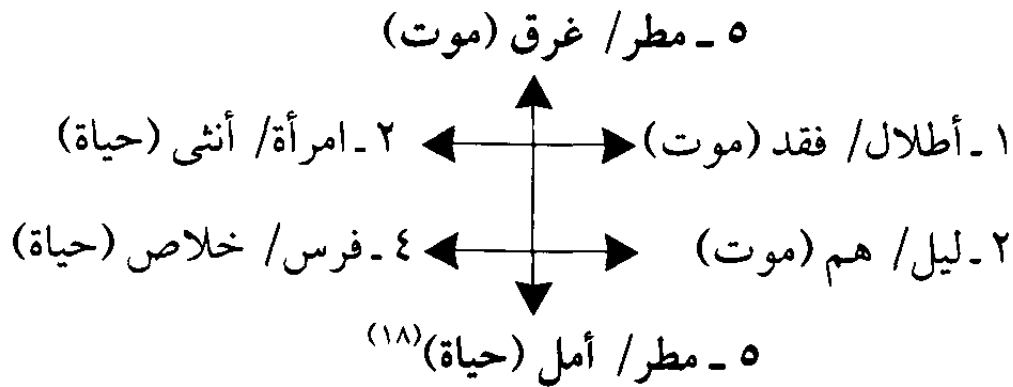 ٥ ـ مطر/ غرق (موت)
١ ـ أطلال/ فقد (موت) ٢ ـ امرأة/ أنثى (حياة)
٢ ـ ليل/ هم (موت) ٤ ـ فرس/ خلاص (حياة)
٥ ـ مطر/ أمل (حياة)(١٨)